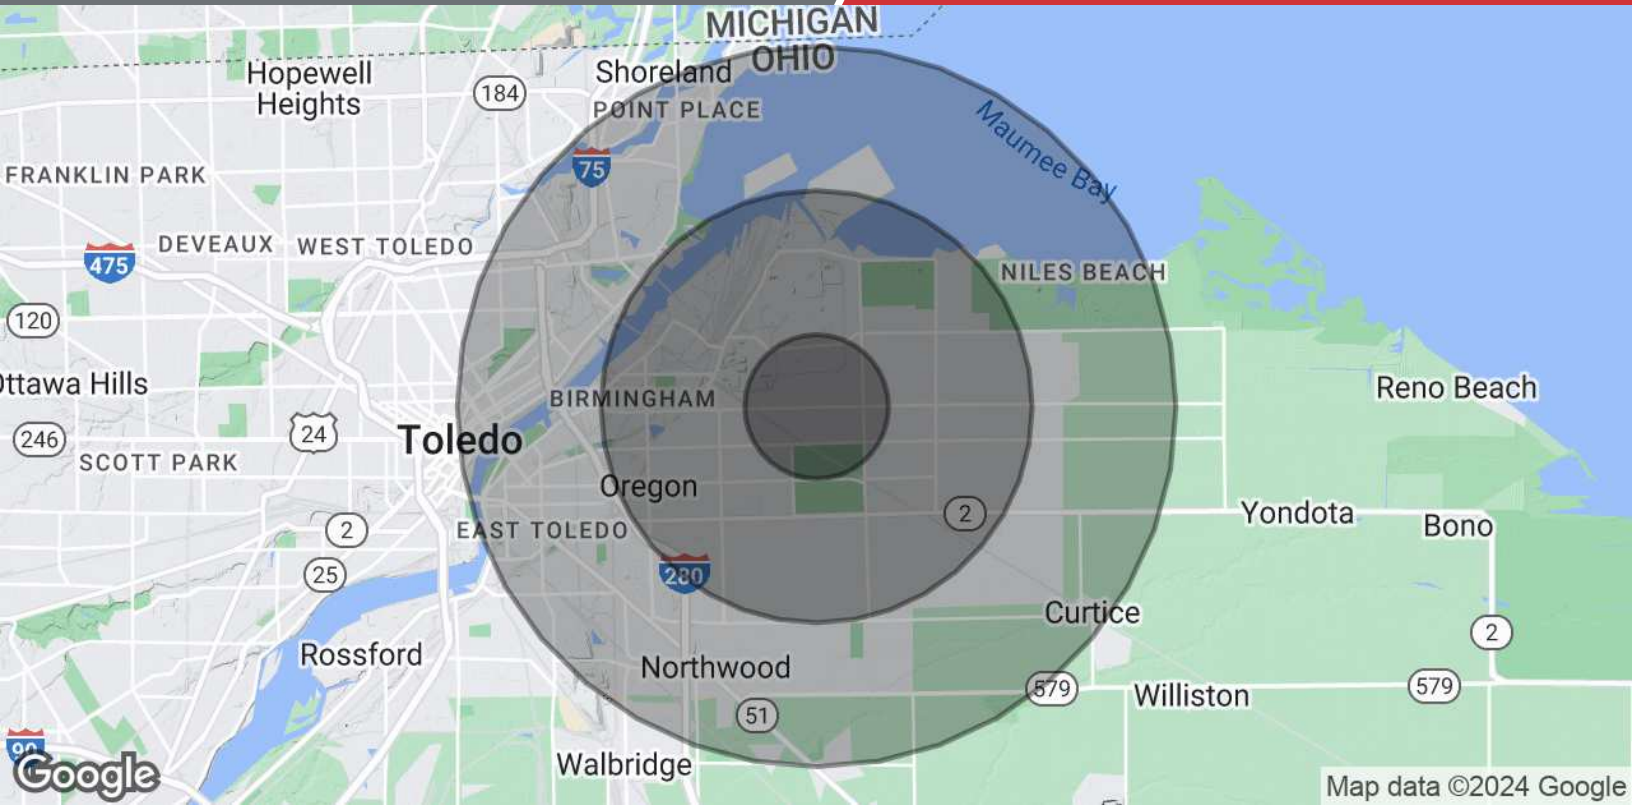 MICHIGAN
OHIO
Hopewell
Heights
184
Shoreland
POINT PLACE
Maumee Bay
75
FRANKLIN PARK
DEVEAUX
WEST TOLEDO
475
NILES BEACH
120
Ottawa Hills
BIRMINGHAM
Reno Beach
246
24
Toledo
SCOTT PARK
Oregon
2
EAST TOLEDO
2
Yondota
Bono
25
280
Curtice
2
Rossford
Northwood
579
Williston
579
51
90
Walbridge
Google
Map data ©2024 Google